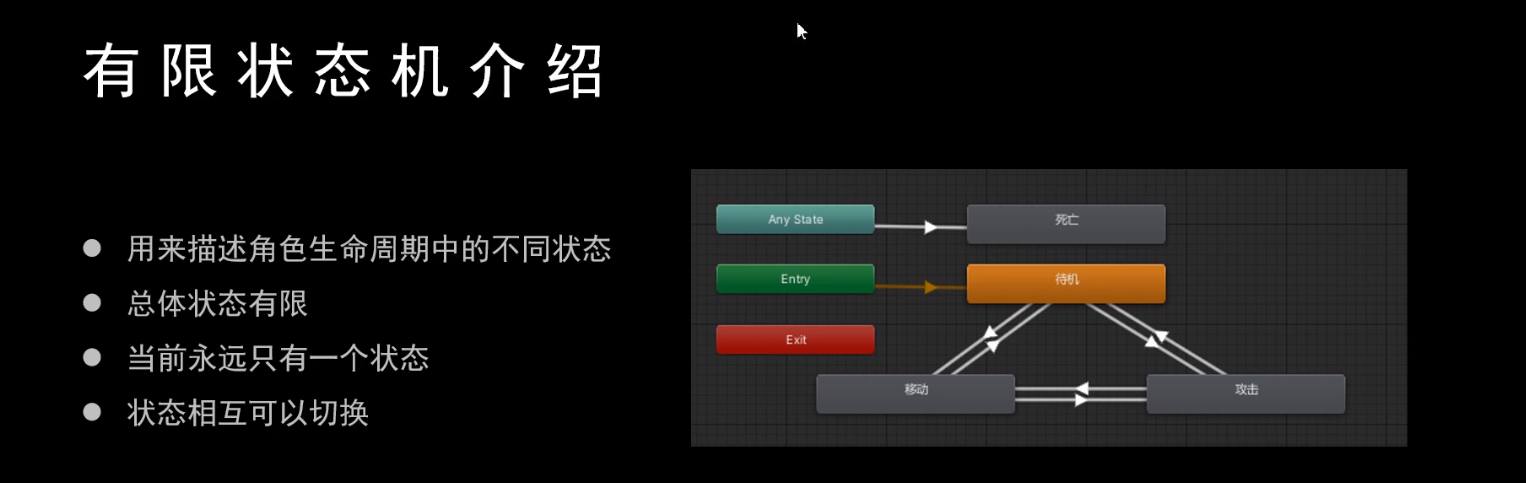 有限状态机介绍
用来描述角色生命周期中的不同状态
总体状态有限
当前永远只有一个状态
状态相互可以切换
Any State
死亡
Entry
待机
Exit
移动
攻击